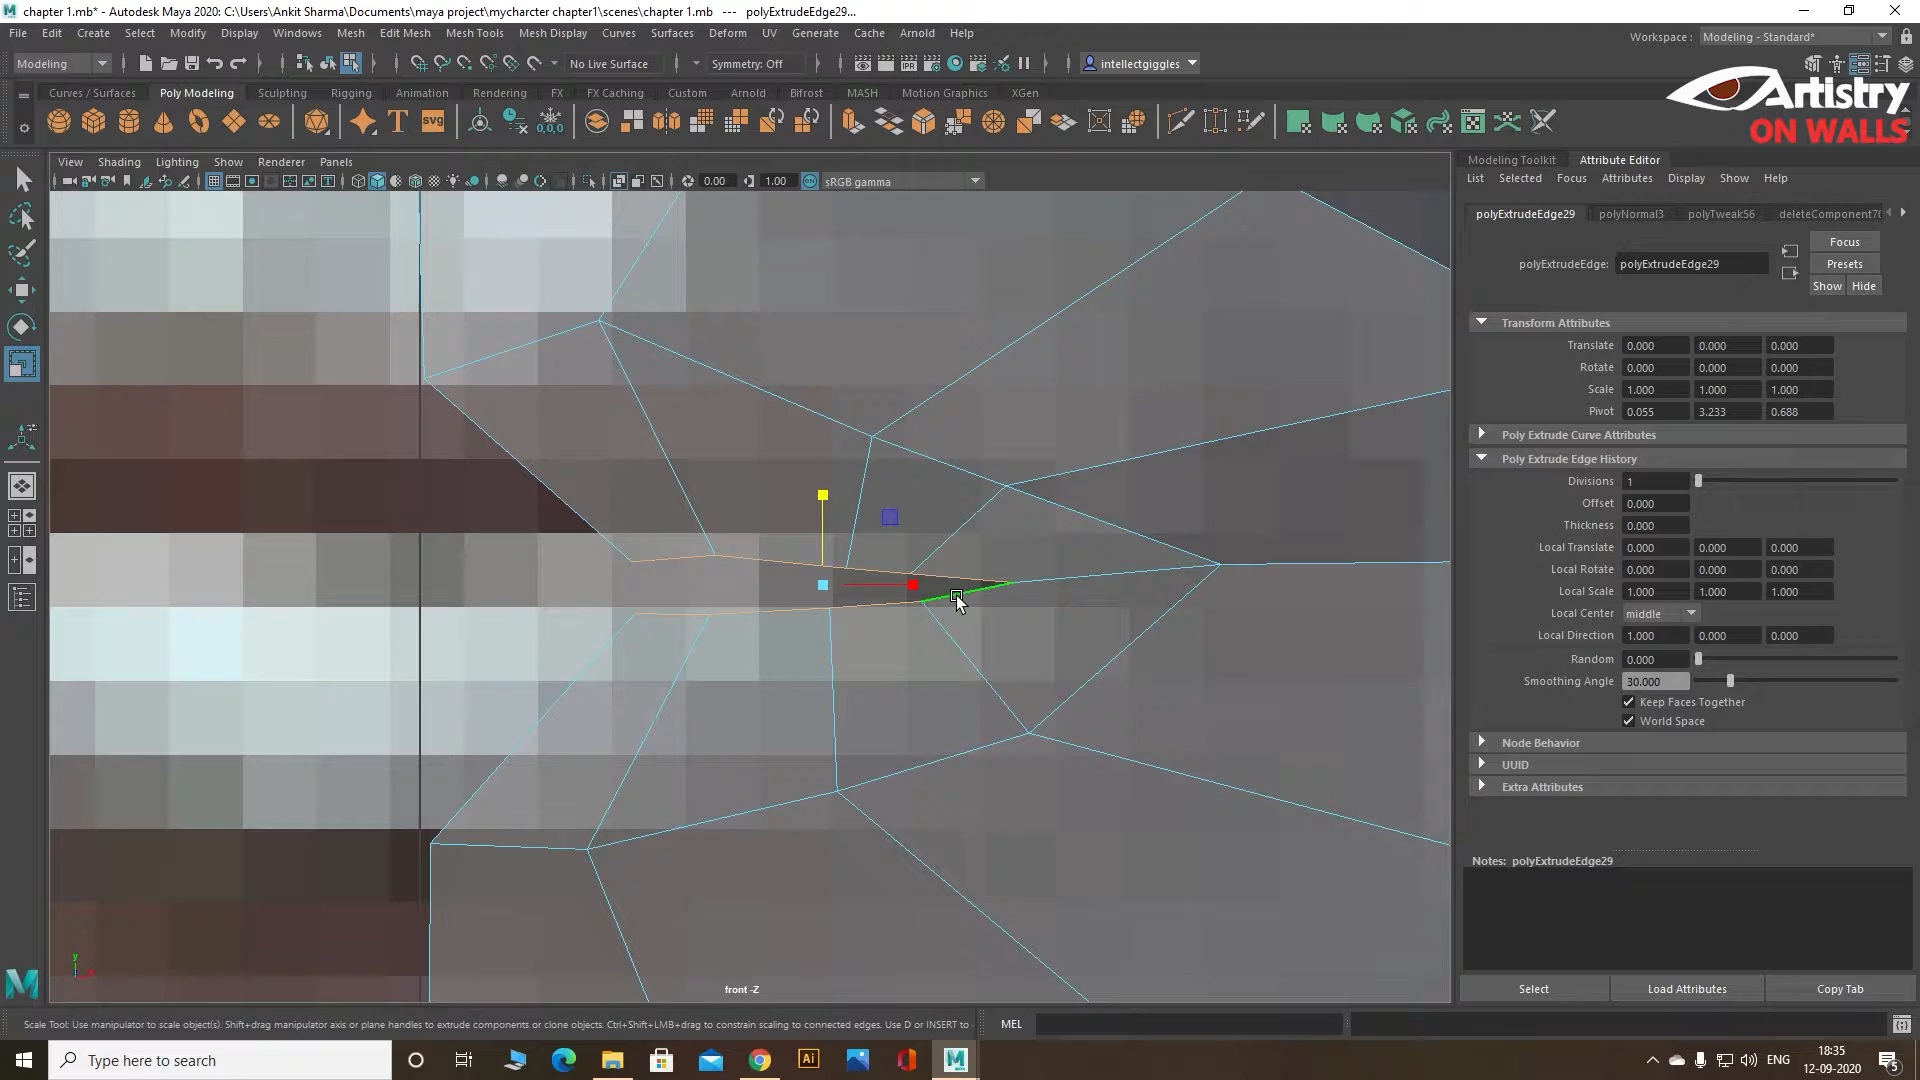 chapter 1.mb* - Autodesk Maya 2020: C:\Users\Ankit Sharma\Documents\maya project\mycharcter chapter1\scenes\chapter 1.mb --- polyExtrudeEdge29...
File Edit Create Select Modify Display Windows Mesh Edit Mesh Mesh Tools Mesh Display Curves Surfaces Deform UV Generate Cache Arnold Help
Workspace : Modeling - Standard*
Modeling No Live Surface Symmetry: Off intellectgiggles
Curves / Surfaces Poly Modeling Sculpting Rigging Animation Rendering FX FX Caching Custom Arnold Bifrost MASH Motion Graphics XGen
Artistry
ON WALLS
View Shading Lighting Show Renderer Panels
0.00 1.00 sRGB gamma
Modeling Toolkit Attribute Editor
List Selected Focus Attributes Display Show Help
polyExtrudeEdge29 polyNormal3 polyTweak56 deleteComponent70
Focus
polyExtrudeEdge: polyExtrudeEdge29 Presets
Show Hide
Transform Attributes
Translate 0.000 0.000 0.000
Rotate 0.000 0.000 0.000
Scale 1.000 1.000 1.000
Pivot 0.055 3.233 0.688
Poly Extrude Curve Attributes
Poly Extrude Edge History
Divisions 1
Offset 0.000
Thickness 0.000
Local Translate 0.000 0.000 0.000
Local Rotate 0.000 0.000 0.000
Local Scale 1.000 1.000 1.000
Local Center middle
Local Direction 1.000 0.000 0.000
Random 0.000
Smoothing Angle 30.000
Keep Faces Together
World Space
Node Behavior
UUID
Extra Attributes
Notes: polyExtrudeEdge29
Select Load Attributes Copy Tab
y
front -Z
Scale Tool: Use manipulator to scale object(s). Shift+drag manipulator axis or plane handles to extrude components or clone objects. Ctrl+Shift+LMB+drag to constrain scaling to connected edges. Use D or INSERT to
MEL
Type here to search
ENG
18:35
12-09-2020
5